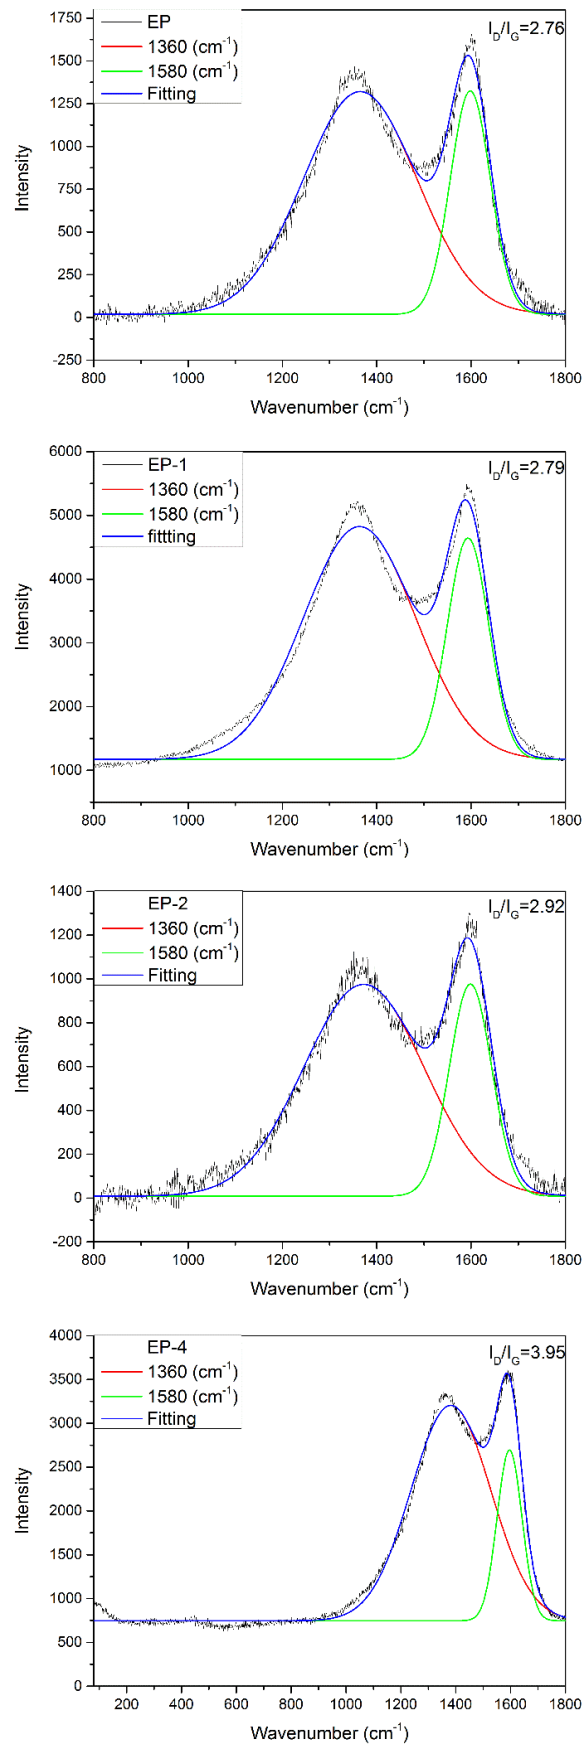 EP
1360 (cm-1)
1580 (cm-1)
Fitting
ID/IG=2.76
1750
1500
1250
1000
750
500
250
0
-250
Intensity
800 1000 1200 1400 1600 1800
Wavenumber (cm-1)
EP-1
1360 (cm-1)
1580 (cm-1)
fittting
ID/IG=2.79
6000
5000
4000
3000
2000
1000
Intensity
800 1000 1200 1400 1600 1800
Wavenumber (cm-1)
EP-2
1360 (cm-1)
1580 (cm-1)
Fitting
ID/IG=2.92
1400
1200
1000
800
600
400
200
0
-200
Intensity
800 1000 1200 1400 1600 1800
Wavenumber (cm-1)
EP-4
1360 (cm-1)
1580 (cm-1)
Fitting
ID/IG=3.95
4000
3500
3000
2500
2000
1500
1000
500
0
Intensity
200 400 600 800 1000 1200 1400 1600 1800
Wavenumber (cm-1)